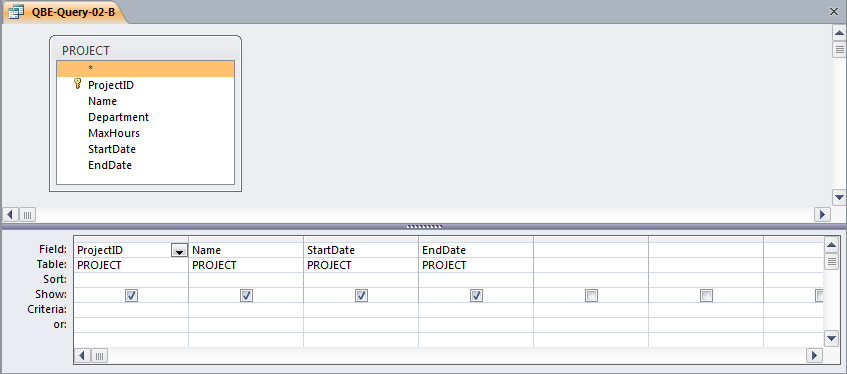 QBE-Query-02-B
PROJECT
*
ProjectID
Name
Department
MaxHours
StartDate
EndDate
Field: ProjectID Name StartDate EndDate
Table: PROJECT PROJECT PROJECT PROJECT
Sort:
Show:
Criteria:
or: